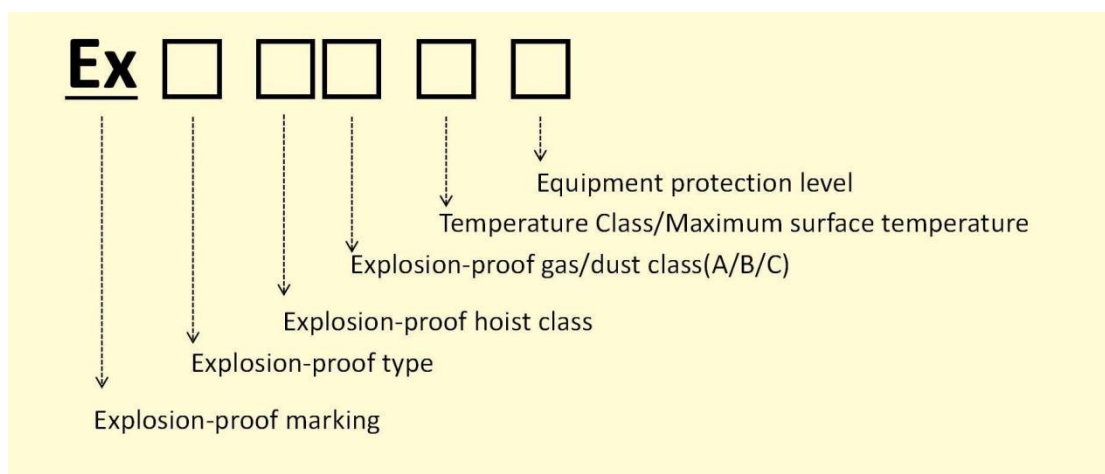 Ex
Equipment protection level
Temperature Class/Maximum surface temperature
Explosion-proof gas/dust class(A/B/C)
Explosion-proof hoist class
Explosion-proof type
Explosion-proof marking